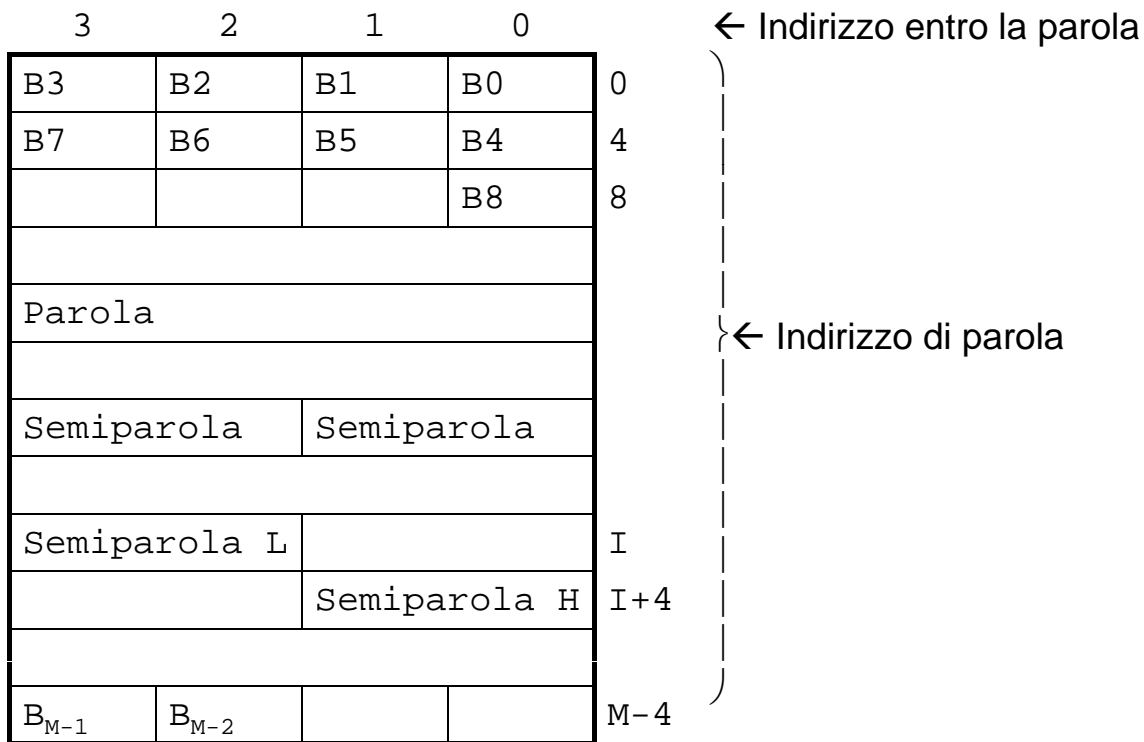 3 2 1 0 ← Indirizzo entro la parola
B3 B2 B1 B0 0
B7 B6 B5 B4 4
B8 8
Parola
← Indirizzo di parola
Semiparola Semiparola
Semiparola L I
Semiparola H I+4
B_{M-1} B_{M-2} M-4